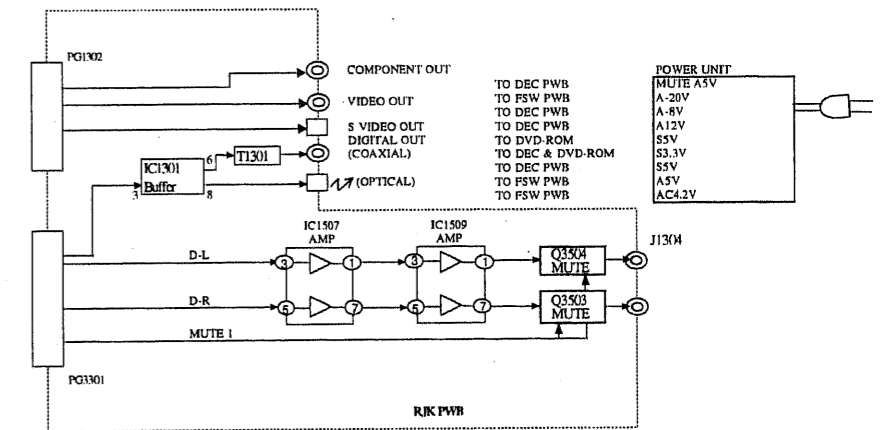 PG1302
COMPONENT OUT
VIDEO OUT
S VIDEO OUT
DIGITAL OUT
(COAXIAL)
(OPTICAL)
6
T1301
IC1301
Buffer
3
8
TO DEC PWB
TO FSW PWB
TO DEC PWB
TO DEC PWB
TO DVD-ROM
TO DEC & DVD-ROM
TO DEC PWB
TO FSW PWB
TO FSW PWB
POWER UNIT
MUTE A5V
A-20V
A-8V
A12V
S5V
S3.3V
S5V
A5V
AC4.2V
IC1507
AMP
IC1509
AMP
J1304
D-L
3
1
3
1
Q3504
MUTE
D-R
5
7
5
7
Q3503
MUTE
MUTE 1
PG3301
RJK PWB